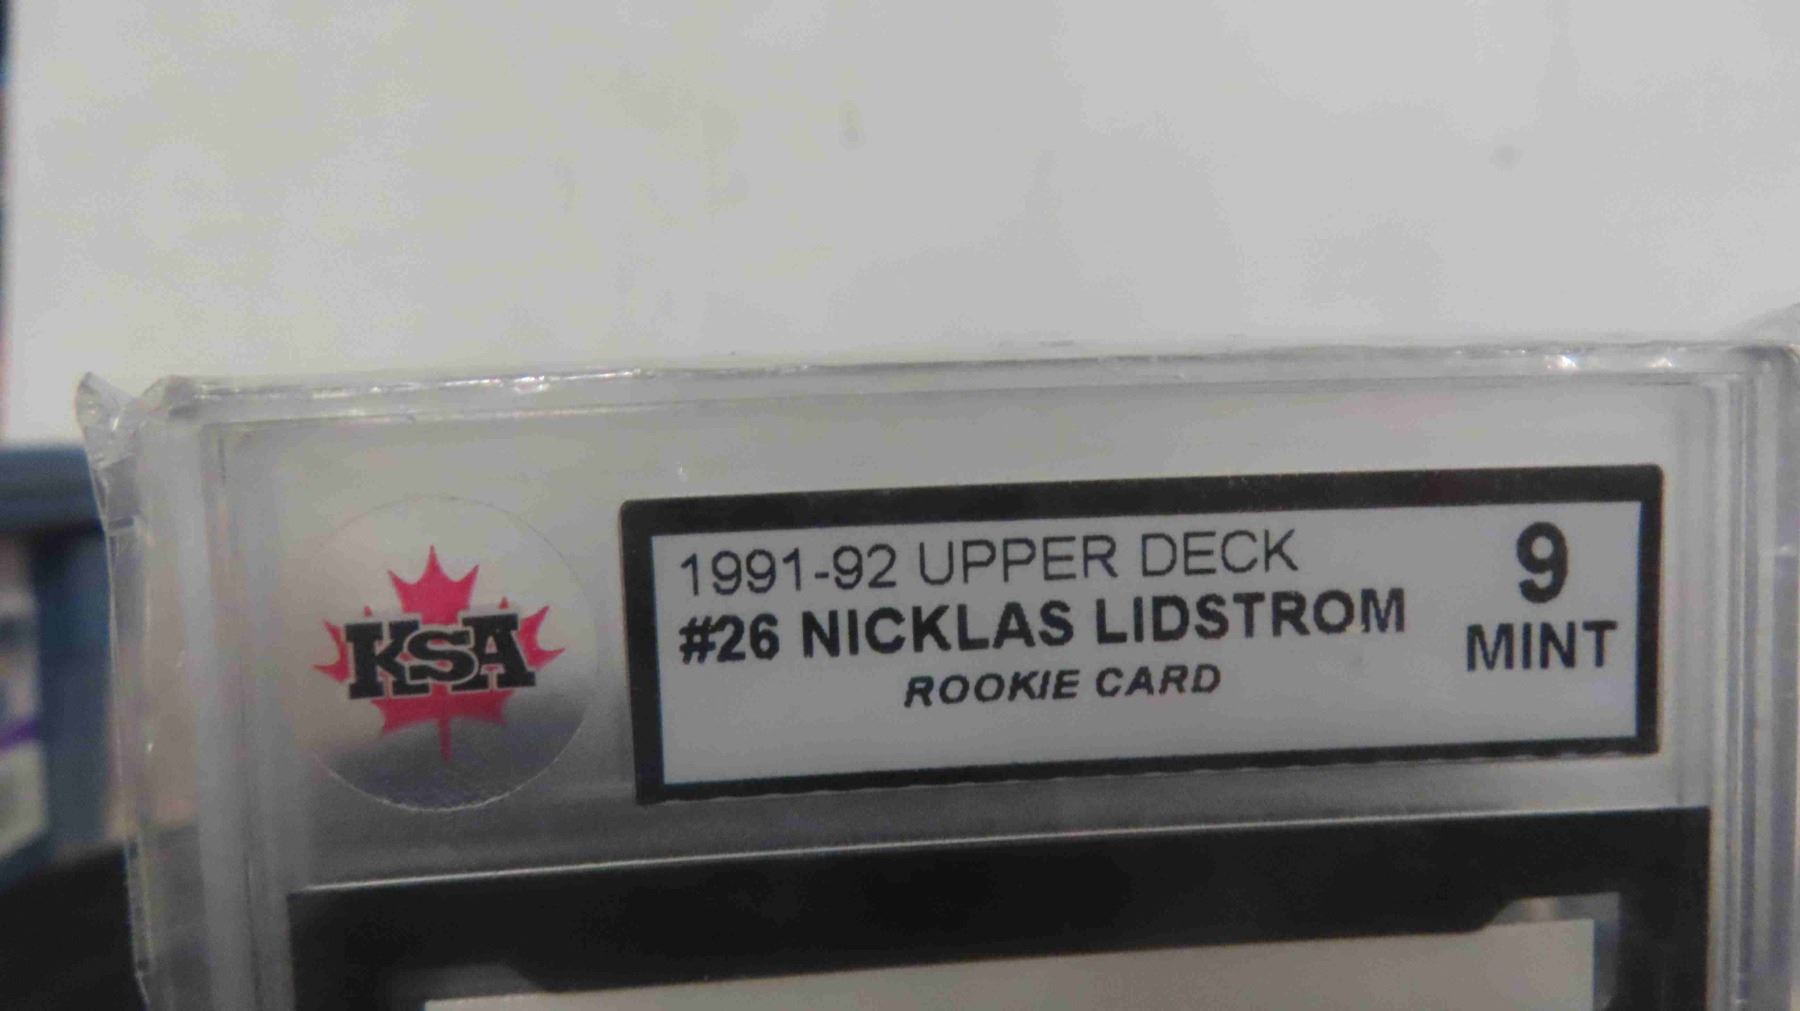 KSA
1991-92 UPPER DECK
#26 NICKLAS LIDSTROM
ROOKIE CARD
9
MINT